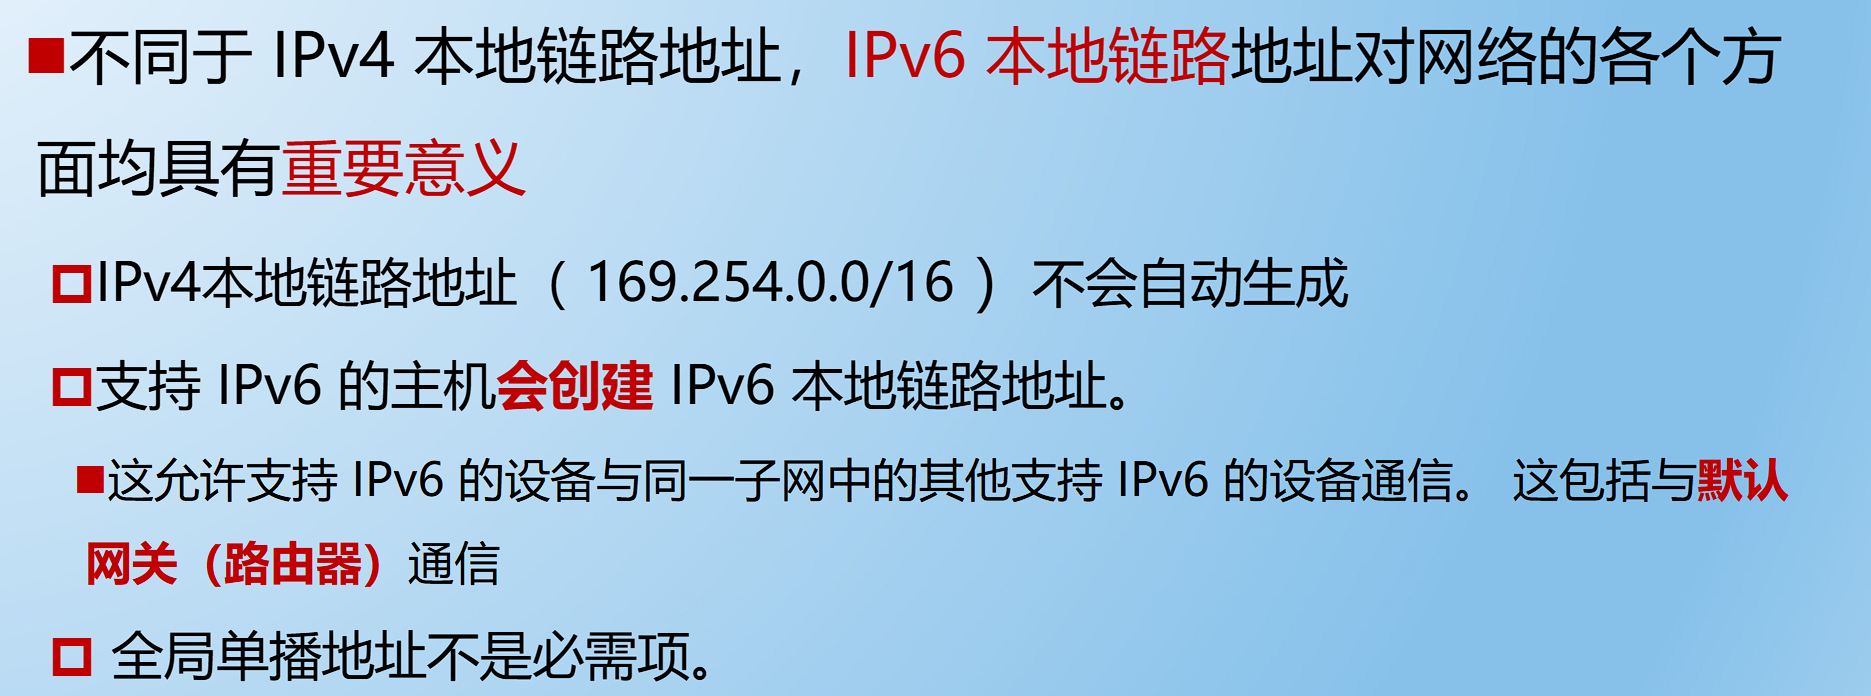 不同于 IPv4 本地链路地址，IPv6 本地链路地址对网络的各个方
面均具有重要意义
IPv4本地链路地址（ 169.254.0.0/16 ） 不会自动生成
支持 IPv6 的主机会创建 IPv6 本地链路地址。
这允许支持 IPv6 的设备与同一子网中的其他支持 IPv6 的设备通信。 这包括与默认
网关（路由器）通信
全局单播地址不是必需项。